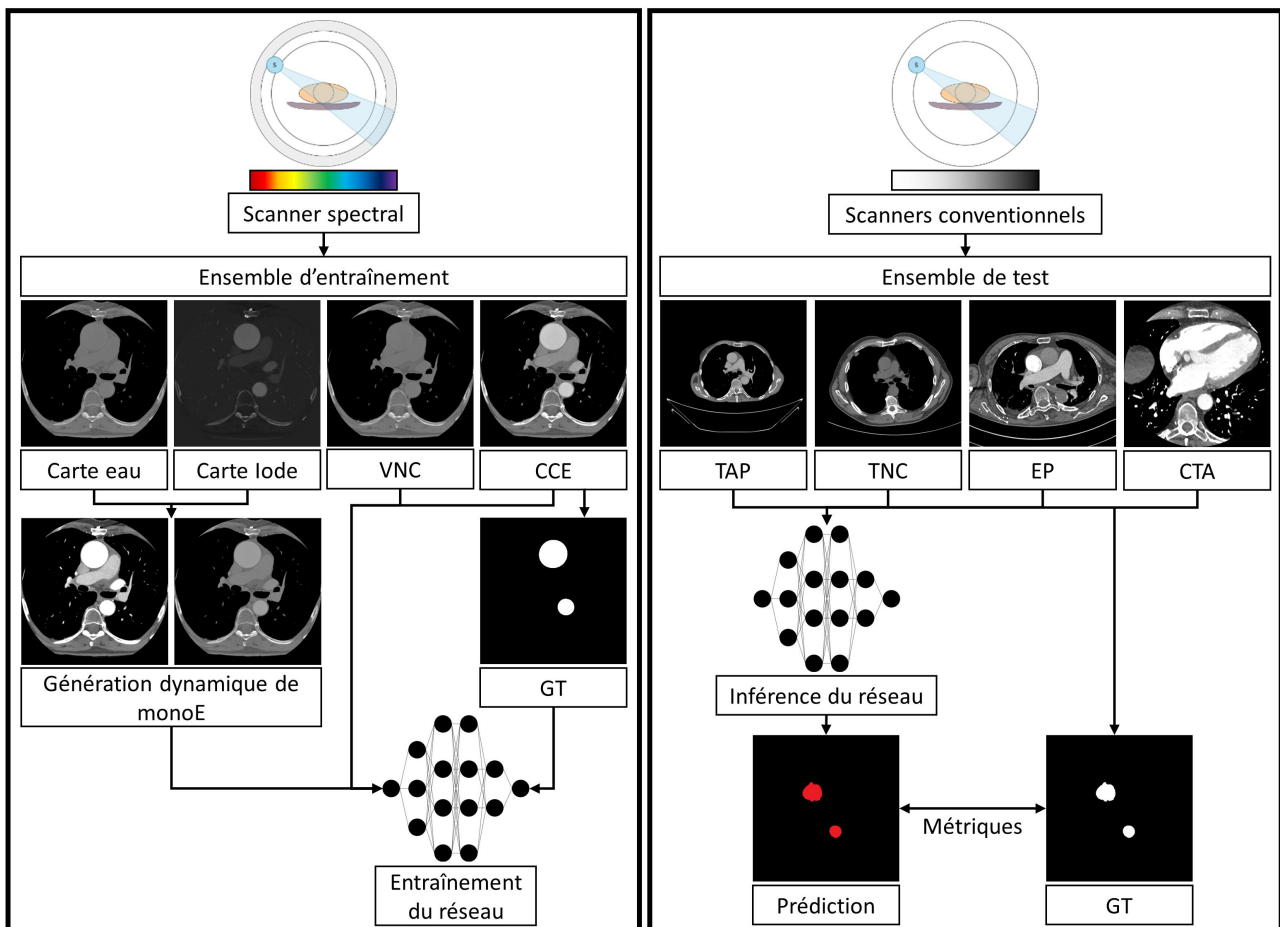 S
Scanner spectral
Ensemble d'entraînement
Carte eau
Carte Iode
VNC
CCE
Génération dynamique de
monoE
GT
Entraînement
du réseau
S
Scanners conventionnels
Ensemble de test
TAP
TNC
EP
CTA
Inférence du réseau
Métriques
Prédiction
GT